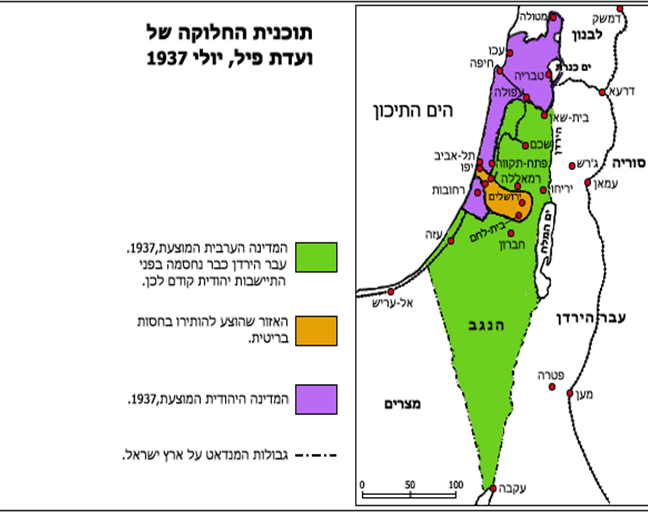 תוכנית החלוקה של
ועדת פיל, יולי 1937
המדינה הערבית המוצעת,1937.
עבר הירדן כבר נחסמה בפני
התיישבות יהודית קודם לכן.
האזור שהוצע להותירו בחסות
בריטית.
המדינה היהודית המוצעת,1937.
גבולות המנדאט על ארץ ישראל.
מטולה
דמשק
לבנון
עכו
חיפה
ים כנרת
טבריה
עפולה
דרעא
הים התיכון
בית-שאן
הירדן
שכם
תל-אביב
יפו
פתח-תקווה
ג'רש
סוריה
רמאללה
עמאן
רחובות
ירושלים
יריחו
בית-לחם
ים המלח
עזה
חברון
אל-עריש
הנגב
עבר הירדן
פטרה
מען
מצרים
עקבה
0 50 100